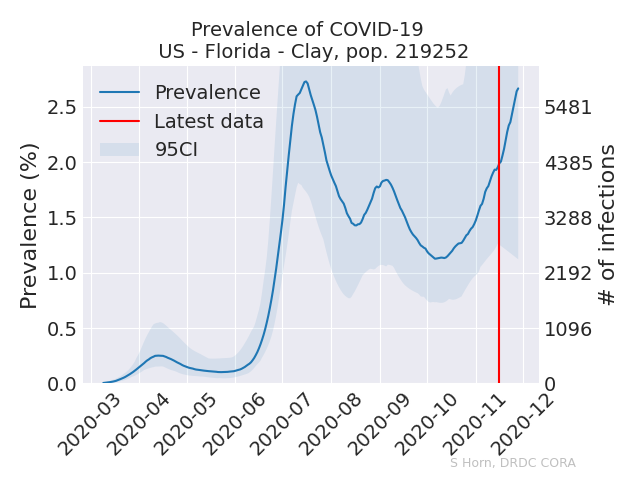 Prevalence of COVID-19
US - Florida - Clay, pop. 219252
Prevalence
Latest data
95CI
Prevalence (%)
2.5
2.0
1.5
1.0
0.5
0.0
5481
4385
3288
2192
1096
0
# of infections
2020-03
2020-04
2020-05
2020-06
2020-07
2020-08
2020-09
2020-10
2020-11
2020-12
S Horn, DRDC CORA